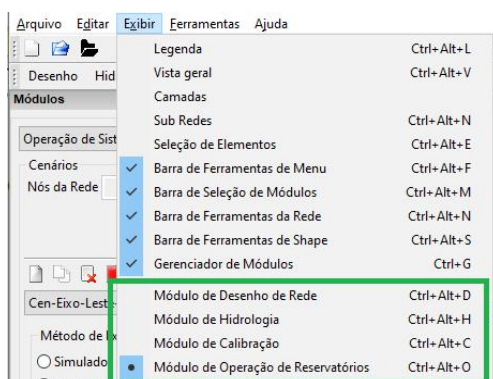 Arquivo Editar Exibir Ferramentas Ajuda
Legenda Ctrl+Alt+L
Desenho Hid Vista geral Ctrl+Alt+V
Módulos Camadas
Sub Redes Ctrl+Alt+N
Operação de Sist Seleção de Elementos Ctrl+Alt+E
Cenários Barra de Ferramentas de Menu Ctrl+Alt+F
Nós da Rede Barra de Seleção de Módulos Ctrl+Alt+M
Barra de Ferramentas da Rede Ctrl+Alt+N
Barra de Ferramentas de Shape Ctrl+Alt+S
Gerenciador de Módulos Ctrl+G
Cen-Eixo-Leste Módulo de Desenho de Rede Ctrl+Alt+D
Módulo de Hidrologia Ctrl+Alt+H
Método de Módulo de Calibração Ctrl+Alt+C
Simulado Módulo de Operação de Reservatórios Ctrl+Alt+O